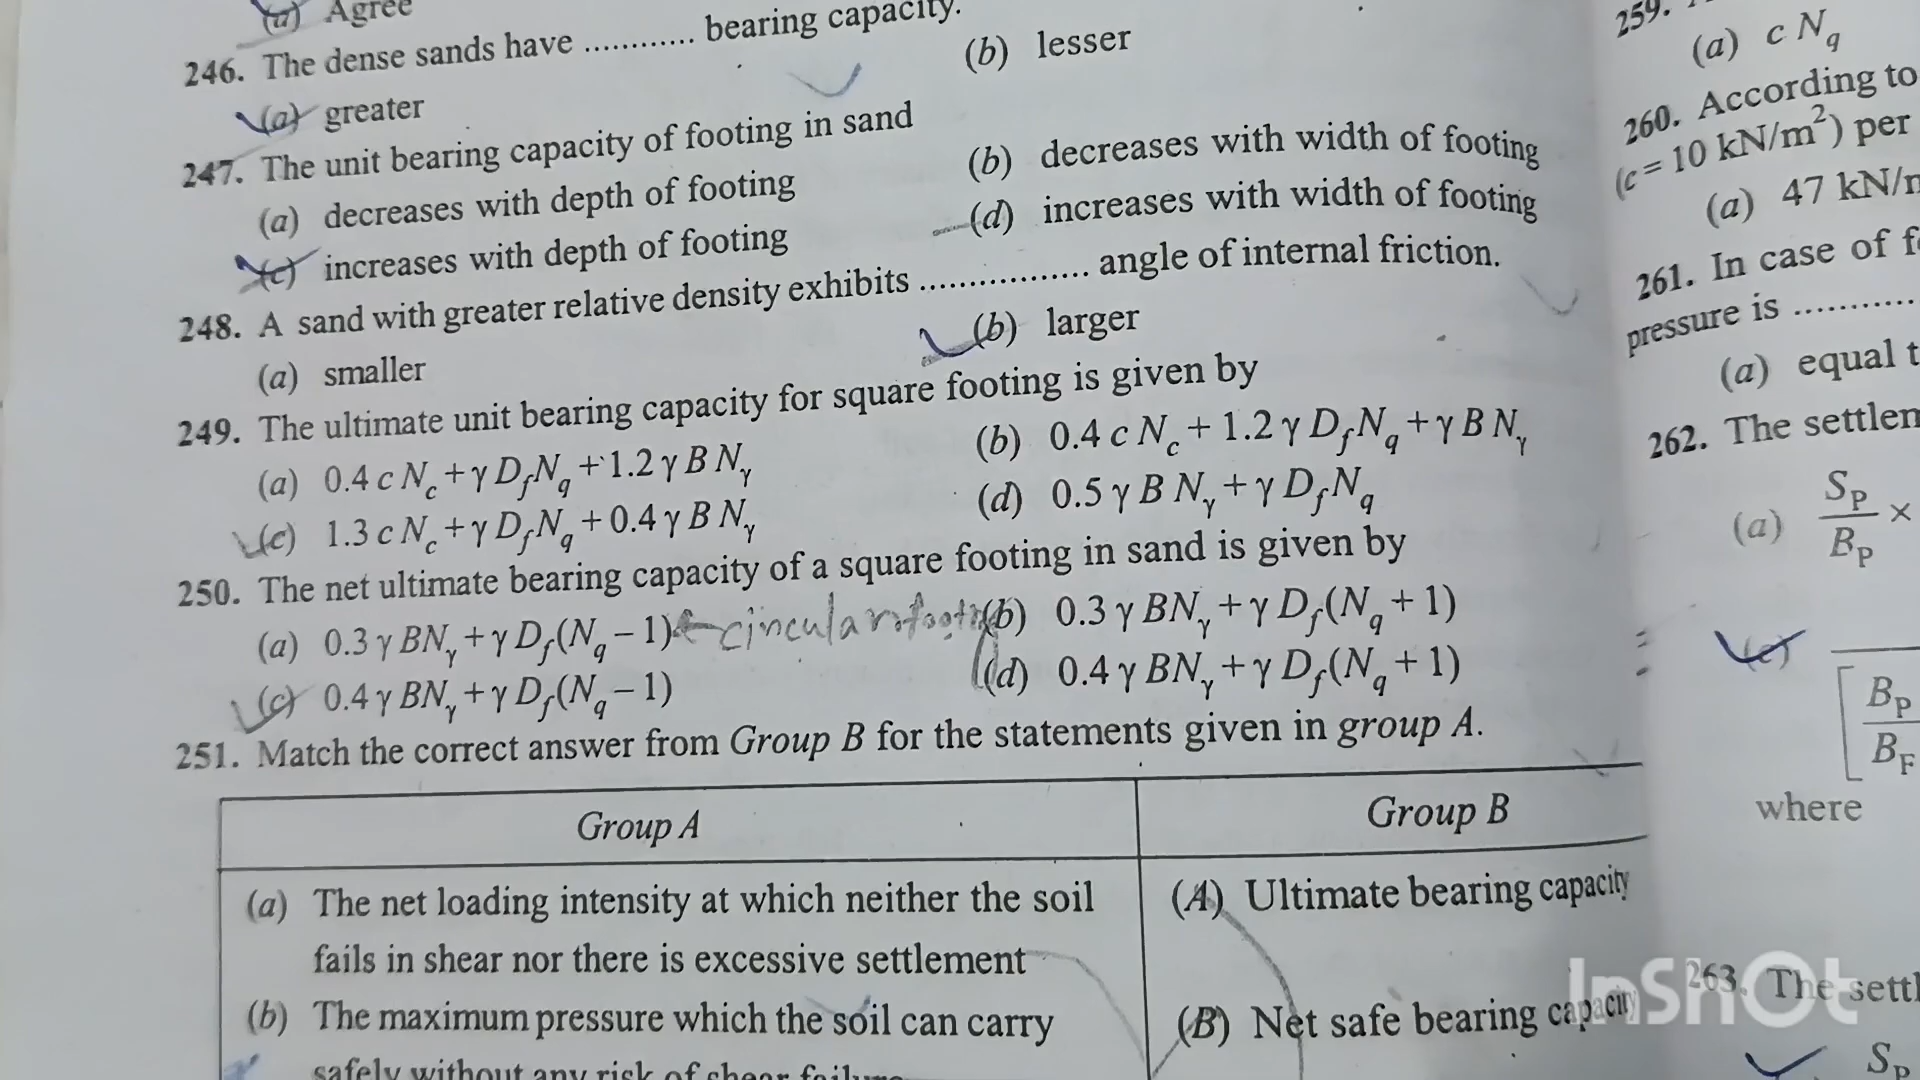 (a) Agree
246. The dense sands have ............ bearing capacity.
(a) greater
(b) lesser
247. The unit bearing capacity of footing in sand
(a) decreases with depth of footing
(b) decreases with width of footing
(c) increases with depth of footing
(d) increases with width of footing
248. A sand with greater relative density exhibits ................ angle of internal friction.
(a) smaller
(b) larger
249. The ultimate unit bearing capacity for square footing is given by
(a) 0.4 c N_c + γ D_f N_q + 1.2 γ B N_γ
(b) 0.4 c N_c + 1.2 γ D_f N_q + γ B N_γ
(c) 1.3 c N_c + γ D_f N_q + 0.4 γ B N_γ
(d) 0.5 γ B N_γ + γ D_f N_q
250. The net ultimate bearing capacity of a square footing in sand is given by
(a) 0.3 γ BN_γ + γ D_f (N_q − 1) ← circular
(b) 0.3 γ BN_γ + γ D_f (N_q + 1)
(c) 0.4 γ BN_γ + γ D_f (N_q − 1)
(d) 0.4 γ BN_γ + γ D_f (N_q + 1)
251. Match the correct answer from Group B for the statements given in group A.
Group A
Group B
(a) The net loading intensity at which neither the soil
fails in shear nor there is excessive settlement
(A) Ultimate bearing capacity
(b) The maximum pressure which the soil can carry
safely without any risk of shear failure
(B) Net safe bearing capacity
259.
(a) c N_q
260. According to
(c = 10 kN/m²) per
(a) 47 kN/
261. In case of
pressure is ..........
(a) equal
262. The
(a) S_P / B_P ×
(c)
[ B_P / B_F
where
263. The
S_P
InShOt